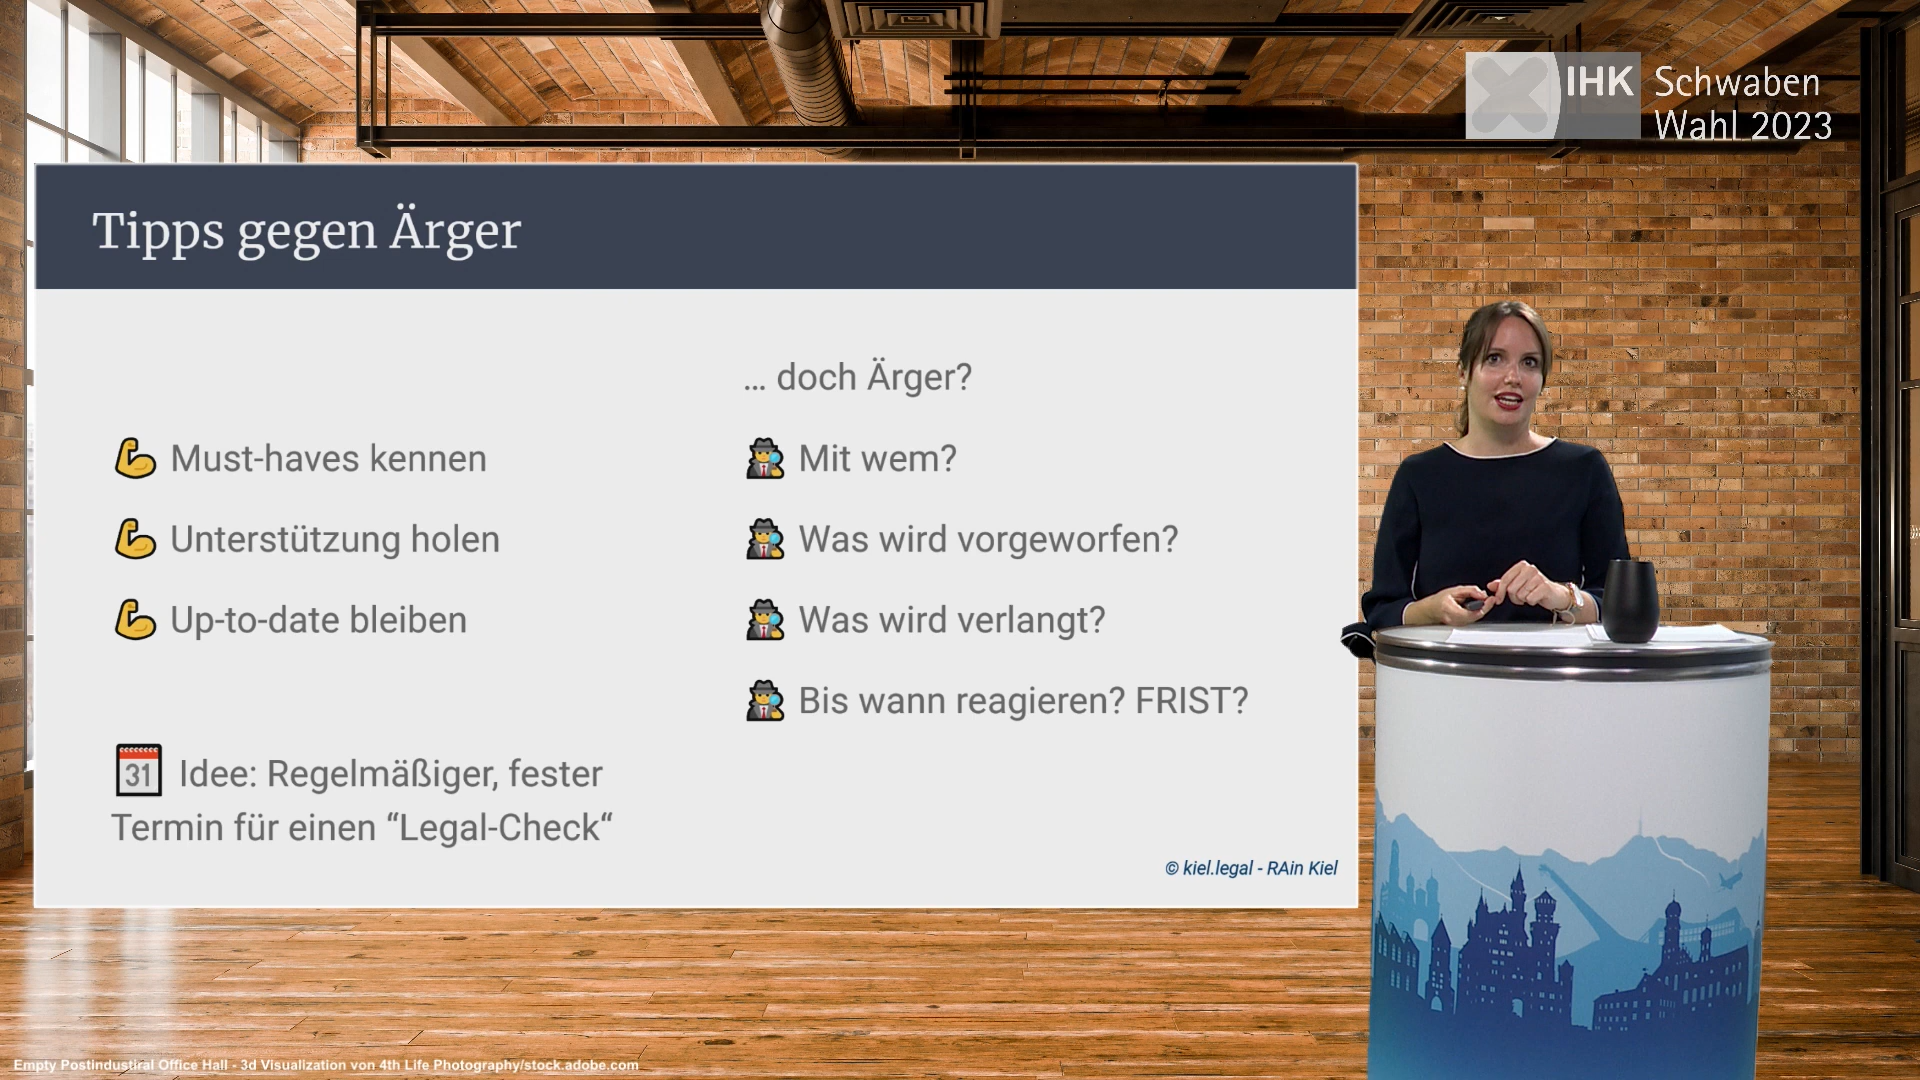 IHK Schwaben
Wahl 2023
Tipps gegen Ärger
Must-haves kennen
Unterstützung holen
Up-to-date bleiben
31 Idee: Regelmäßiger, fester
Termin für einen “Legal-Check“
... doch Ärger?
Mit wem?
Was wird vorgeworfen?
Was wird verlangt?
Bis wann reagieren? FRIST?
© kiel.legal - RAin Kiel
Empty Postindustiral Office Hall - 3d Visualization von 4th Life Photography/stock.adobe.com